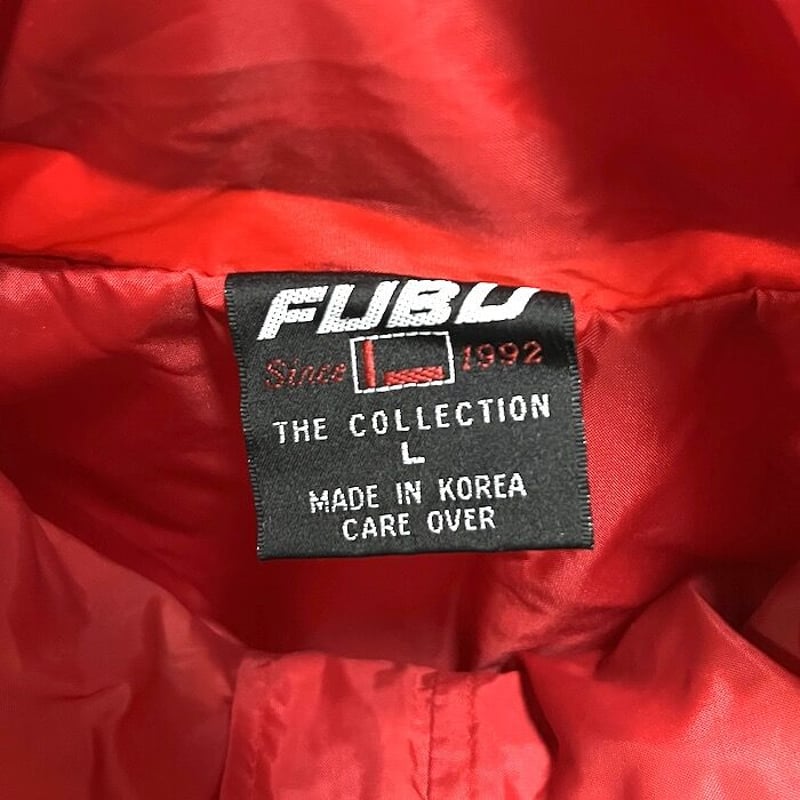 FUBU
Since L 1992
THE COLLECTION
L
MADE IN KOREA
CARE OVER